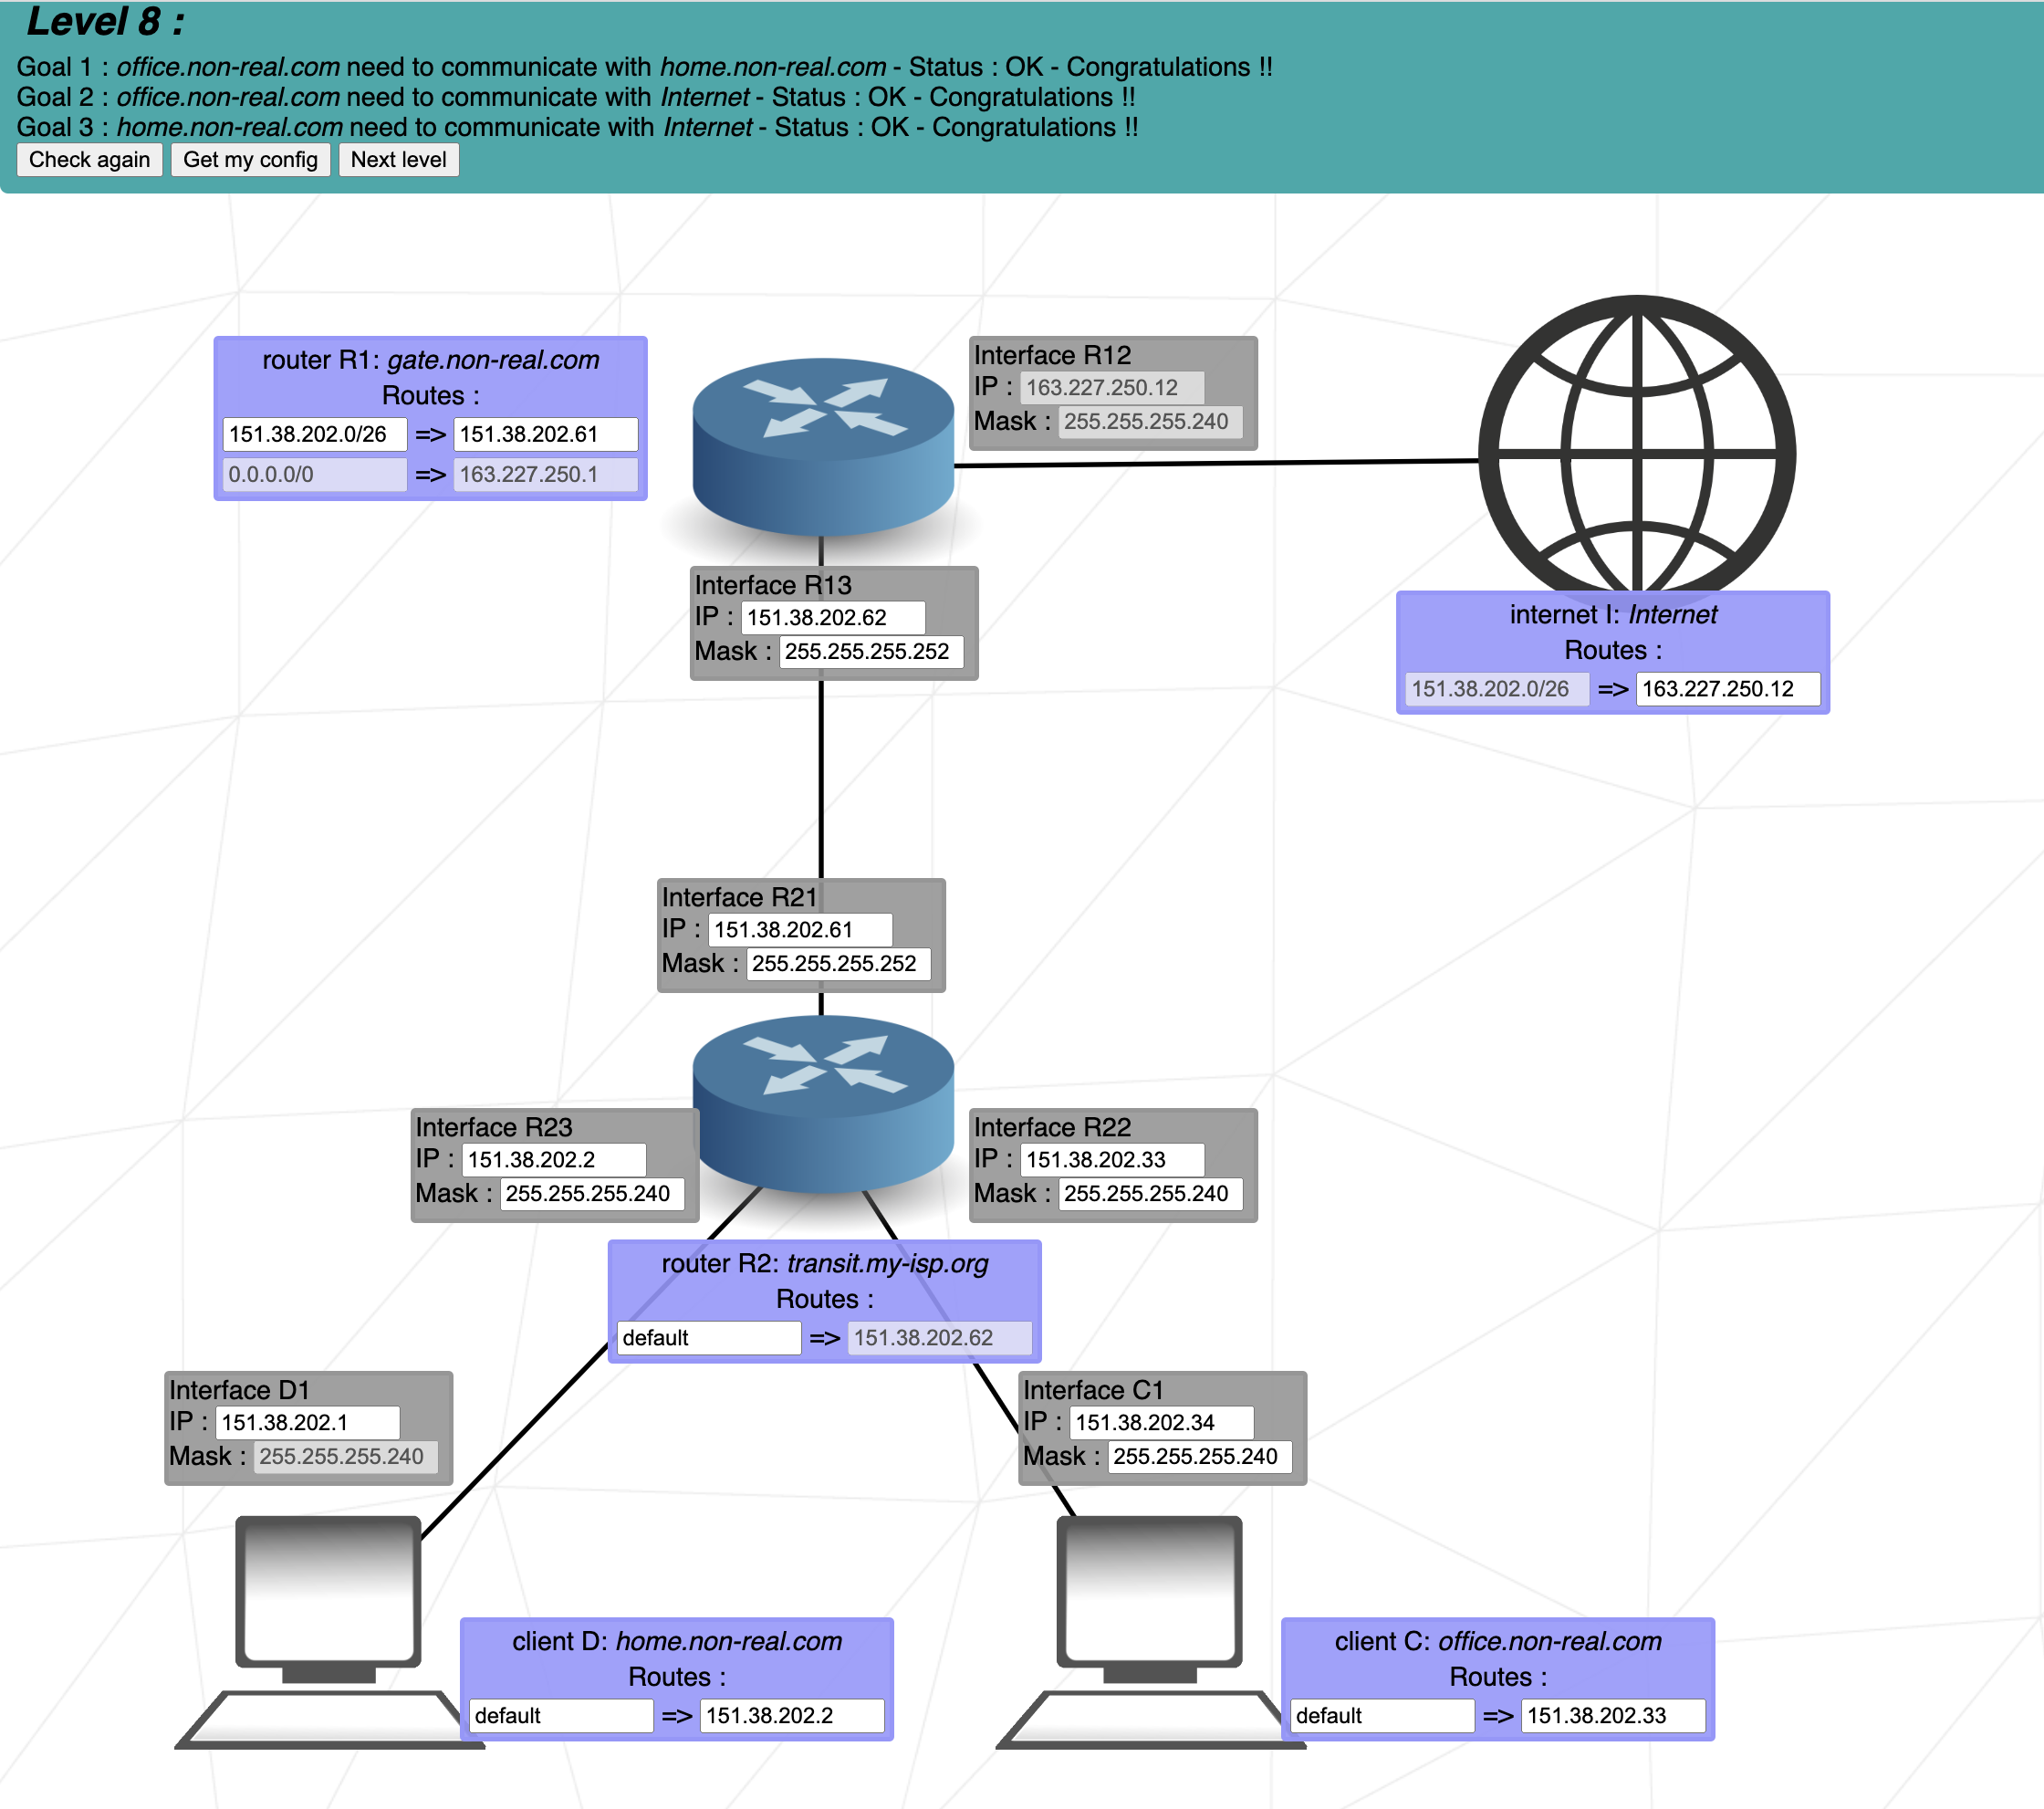 Level 8 :
Goal 1 : office.non-real.com need to communicate with home.non-real.com - Status : OK - Congratulations !!
Goal 2 : office.non-real.com need to communicate with Internet - Status : OK - Congratulations !!
Goal 3 : home.non-real.com need to communicate with Internet - Status : OK - Congratulations !!
Check again Get my config Next level
router R1: gate.non-real.com
Routes :
151.38.202.0/26 => 151.38.202.61
0.0.0.0/0 => 163.227.250.1
Interface R12
IP : 163.227.250.12
Mask : 255.255.255.240
Interface R13
IP : 151.38.202.62
Mask : 255.255.255.252
internet I: Internet
Routes :
151.38.202.0/26 => 163.227.250.12
Interface R21
IP : 151.38.202.61
Mask : 255.255.255.252
Interface R23
IP : 151.38.202.2
Mask : 255.255.255.240
Interface R22
IP : 151.38.202.33
Mask : 255.255.255.240
router R2: transit.my-isp.org
Routes :
default => 151.38.202.62
Interface D1
IP : 151.38.202.1
Mask : 255.255.255.240
Interface C1
IP : 151.38.202.34
Mask : 255.255.255.240
client D: home.non-real.com
Routes :
default => 151.38.202.2
client C: office.non-real.com
Routes :
default => 151.38.202.33